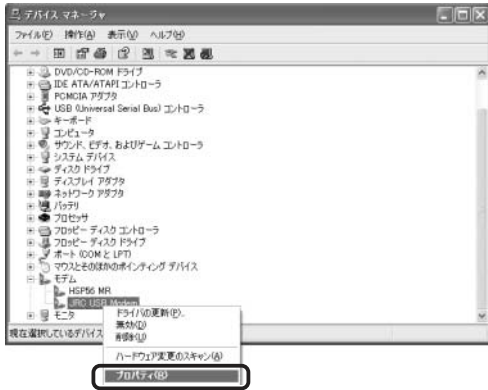 デバイス マネージャ
ファイル(F) 操作(A) 表示(V) ヘルプ(H)
DVD/CD-ROM ドライブ
IDE ATA/ATAPI コントローラ
PCMCIA アダプタ
USB (Universal Serial Bus) コントローラ
キーボード
コンピュータ
サウンド、ビデオ、およびゲーム コントローラ
システム デバイス
ディスク ドライブ
ディスプレイ アダプタ
ネットワーク アダプタ
バッテリ
プロセッサ
フロッピー ディスク コントローラ
フロッピー ディスク ドライブ
ポート (COM と LPT)
マウスとそのほかのポインティング デバイス
モデム
HSP56 MR
JRC USB Modem
モニタ
ドライバの更新(P)...
無効(D)
削除(U)
ハードウェア変更のスキャン(A)
プロパティ(R)
現在選択しているデバイス